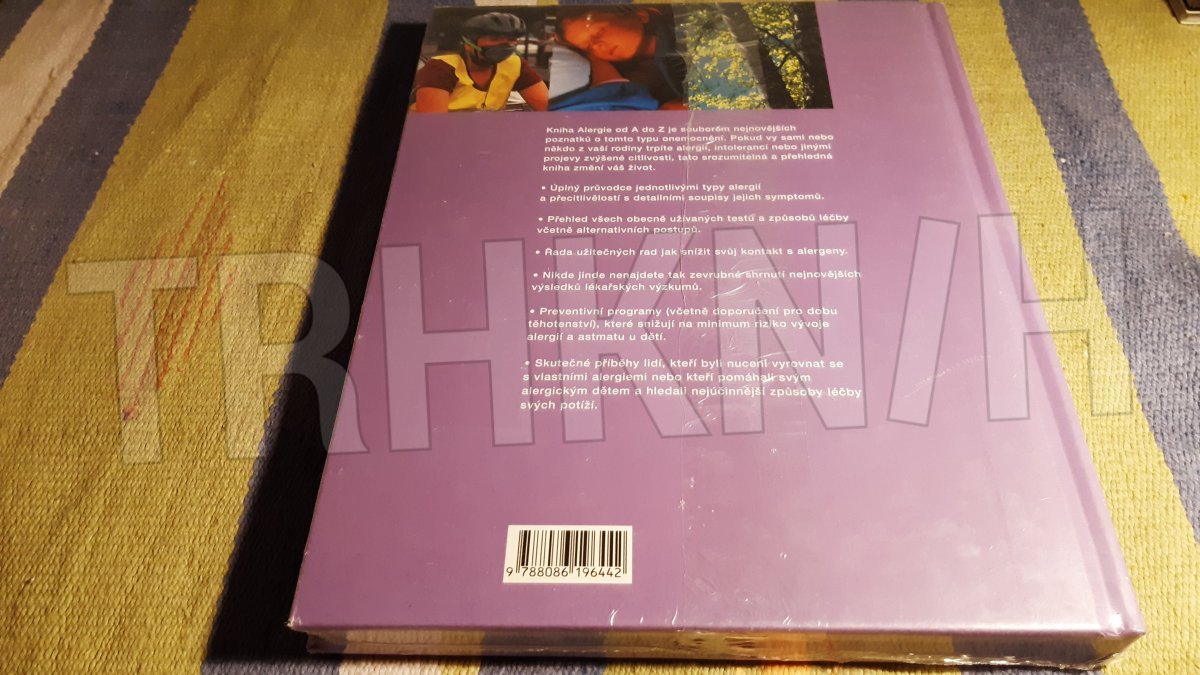 Kniha Alergie od A do Z je souborem nejnovějších
poznatků o tomto typu onemocnění. Pokud vy sami nebo
někdo z vaší rodiny trpíte alergií, intolerancí nebo jinými
projevy zvýšené citlivosti, tato srozumitelná a přehledná
kniha změní váš život.
• Úplný průvodce jednotlivými typy alergií
a přecitlivělostí s detailními soupisy jejich symptomů.
• Přehled všech obecně užívaných testů a způsobů léčby
včetně alternativních postupů.
• Řada užitečných rad jak snížit svůj kontakt s alergeny.
• Nikde jinde nenajdete tak zevrubné shrnutí nejnovějších
výsledků lékařských výzkumů.
• Preventivní programy (včetně doporučení pro dobu
těhotenství), které snižují na minimum riziko vývoje
alergií a astmatu u dětí.
• Skutečné příběhy lidí, kteří byli nuceni vyrovnat se
s vlastními alergiemi nebo kteří pomáhali svým
alergickým dětem a hledali nejúčinnější způsoby léčby
svých potíží.
TRHKN/H
9 788086 196442